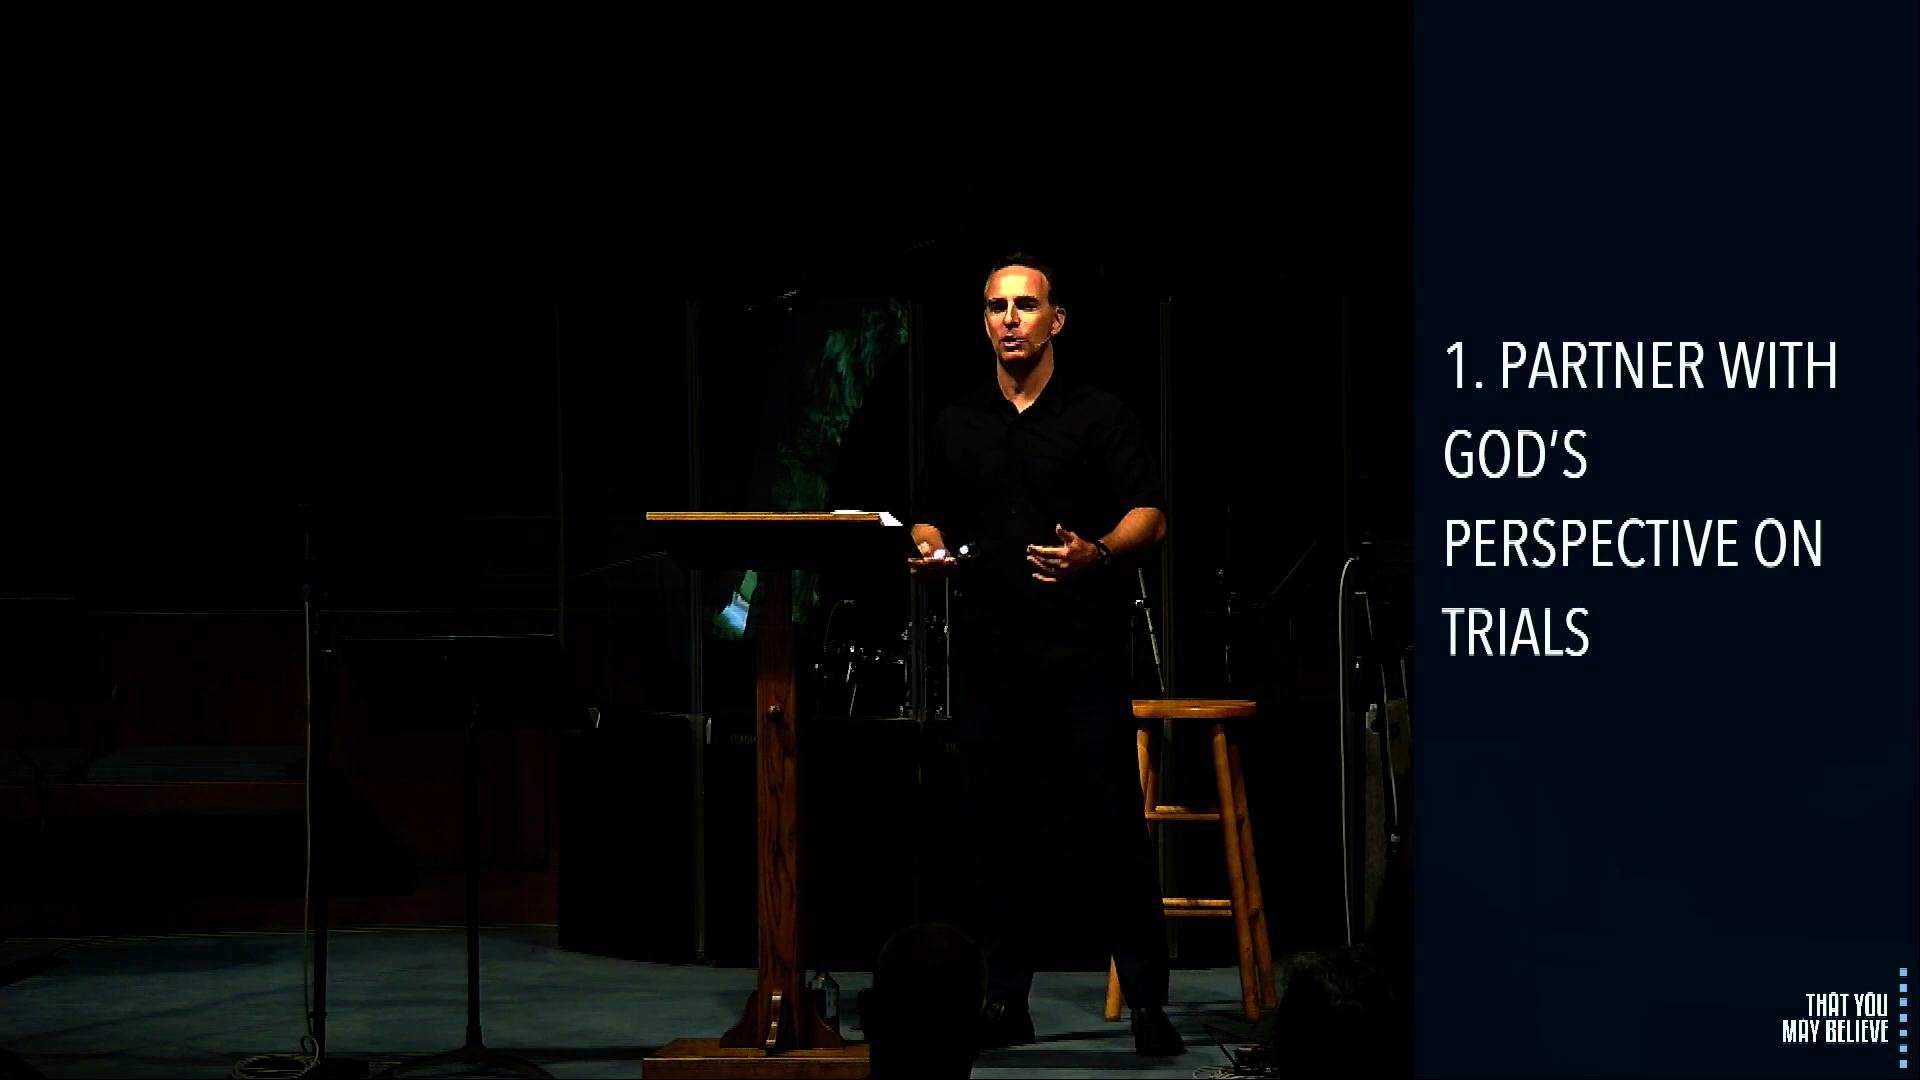 1. PARTNER WITH
GOD'S
PERSPECTIVE ON
TRIALS
THAT YOU
MAY BELIEVE